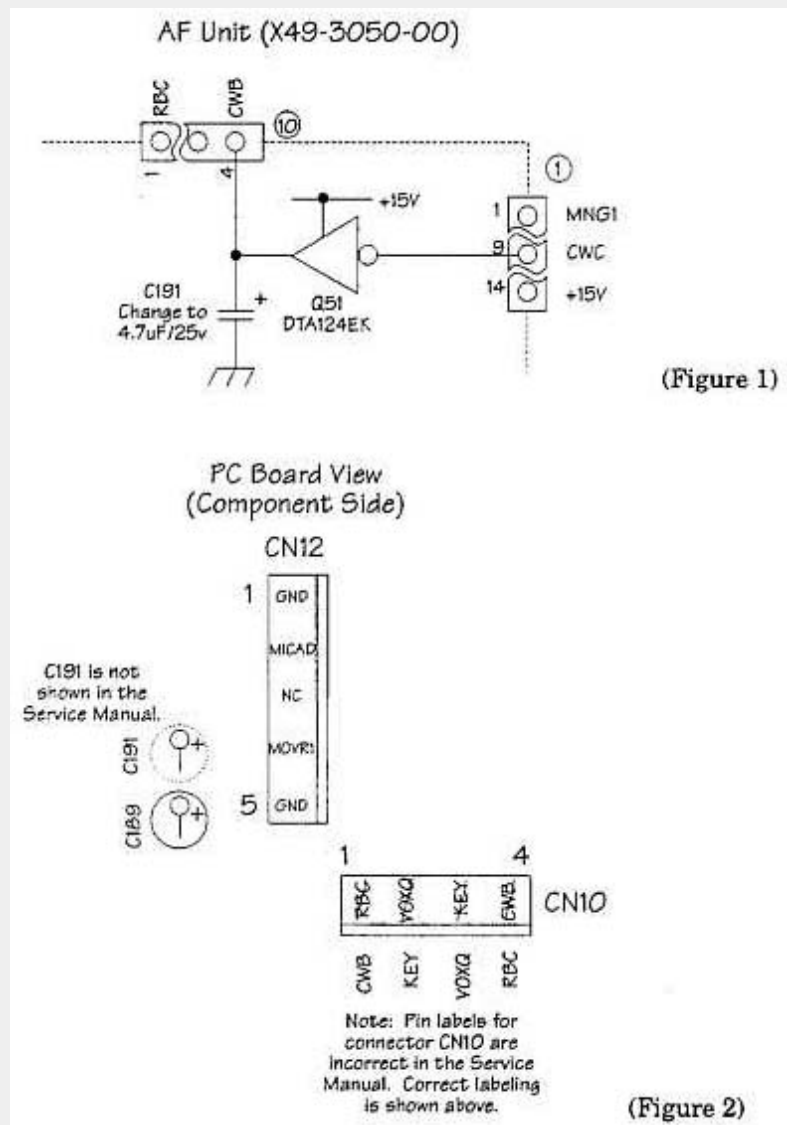 AF Unit (X49-3050-00)
RBC
CWB
10
1
4
1
+15V
1
MNG1
9
CWC
14
+15V
C191
Change to
4.7uF/25v
+
Q51
DTA124EK
(Figure 1)
PC Board View
(Component Side)
CN12
1
GND
MICAD
NC
MOVR1
5
GND
C191 is not
shown in the
Service Manual.
C191
+
C189
+
1
4
RBC
VOXQ
KEY
CWB
CN10
CWB
KEY
VOXQ
RBC
Note: Pin labels for
connector CN10 are
incorrect in the Service
Manual. Correct labeling
is shown above.
(Figure 2)